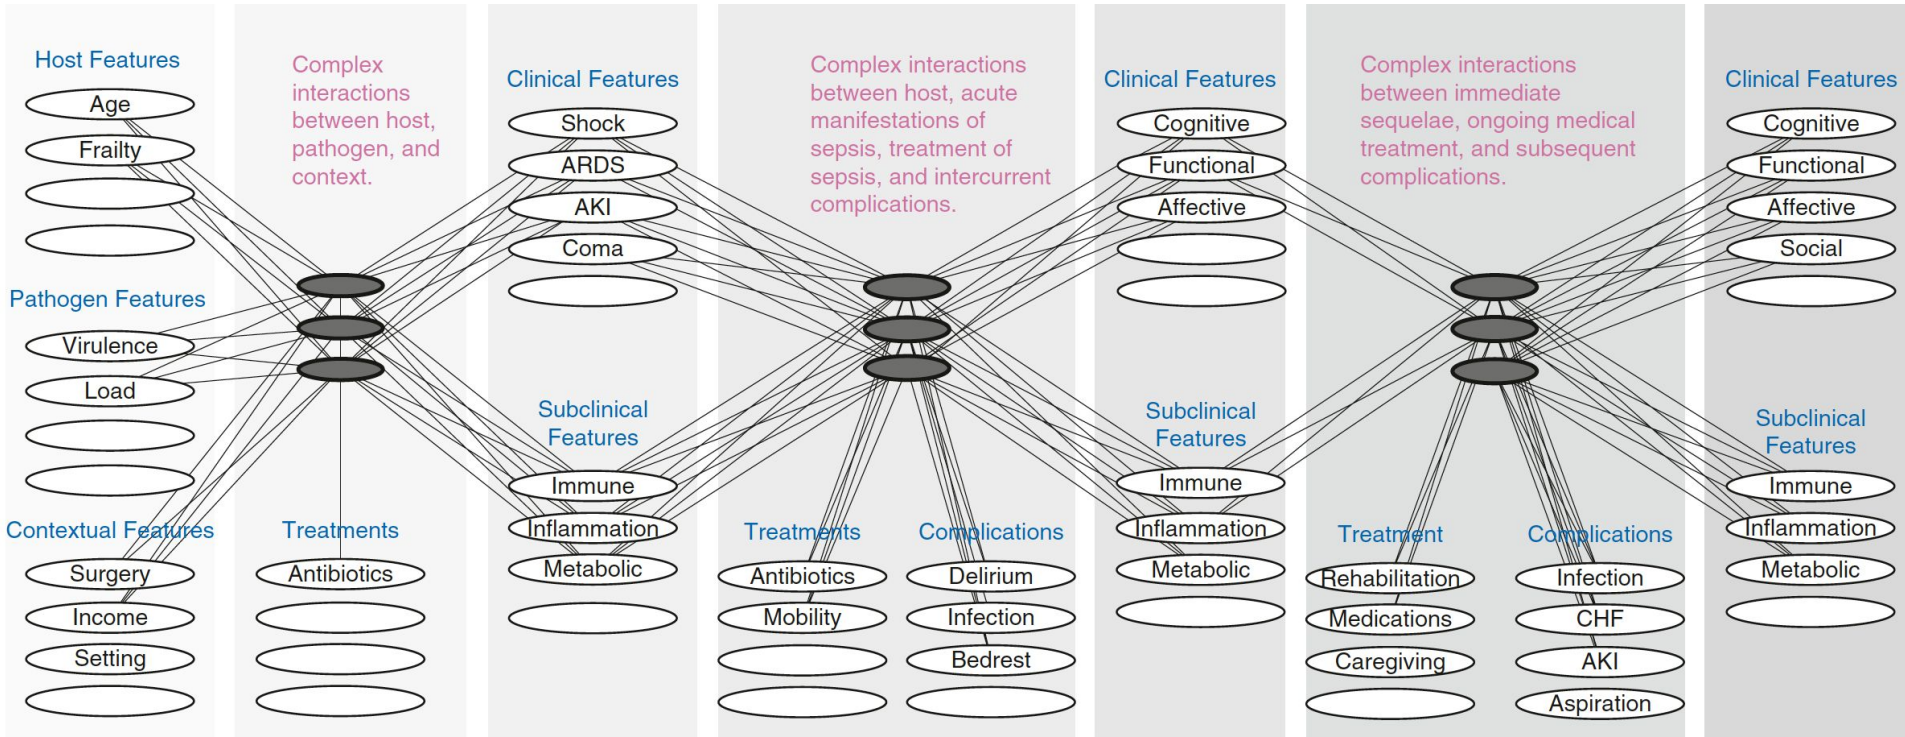 Host Features
Age
Frailty
Pathogen Features
Virulence
Load
Contextual Features
Surgery
Income
Setting
Complex
interactions
between host,
pathogen, and
context.
Treatments
Antibiotics
Clinical Features
Shock
ARDS
AKI
Coma
Subclinical
Features
Immune
Inflammation
Metabolic
Complex interactions
between host, acute
manifestations of
sepsis, treatment of
sepsis, and intercurrent
complications.
Treatments
Antibiotics
Mobility
Complications
Delirium
Infection
Bedrest
Clinical Features
Cognitive
Functional
Affective
Subclinical
Features
Immune
Inflammation
Metabolic
Complex interactions
between immediate
sequelae, ongoing medical
treatment, and subsequent
complications.
Treatment
Rehabilitation
Medications
Caregiving
Complications
Infection
CHF
AKI
Aspiration
Clinical Features
Cognitive
Functional
Affective
Social
Subclinical
Features
Immune
Inflammation
Metabolic